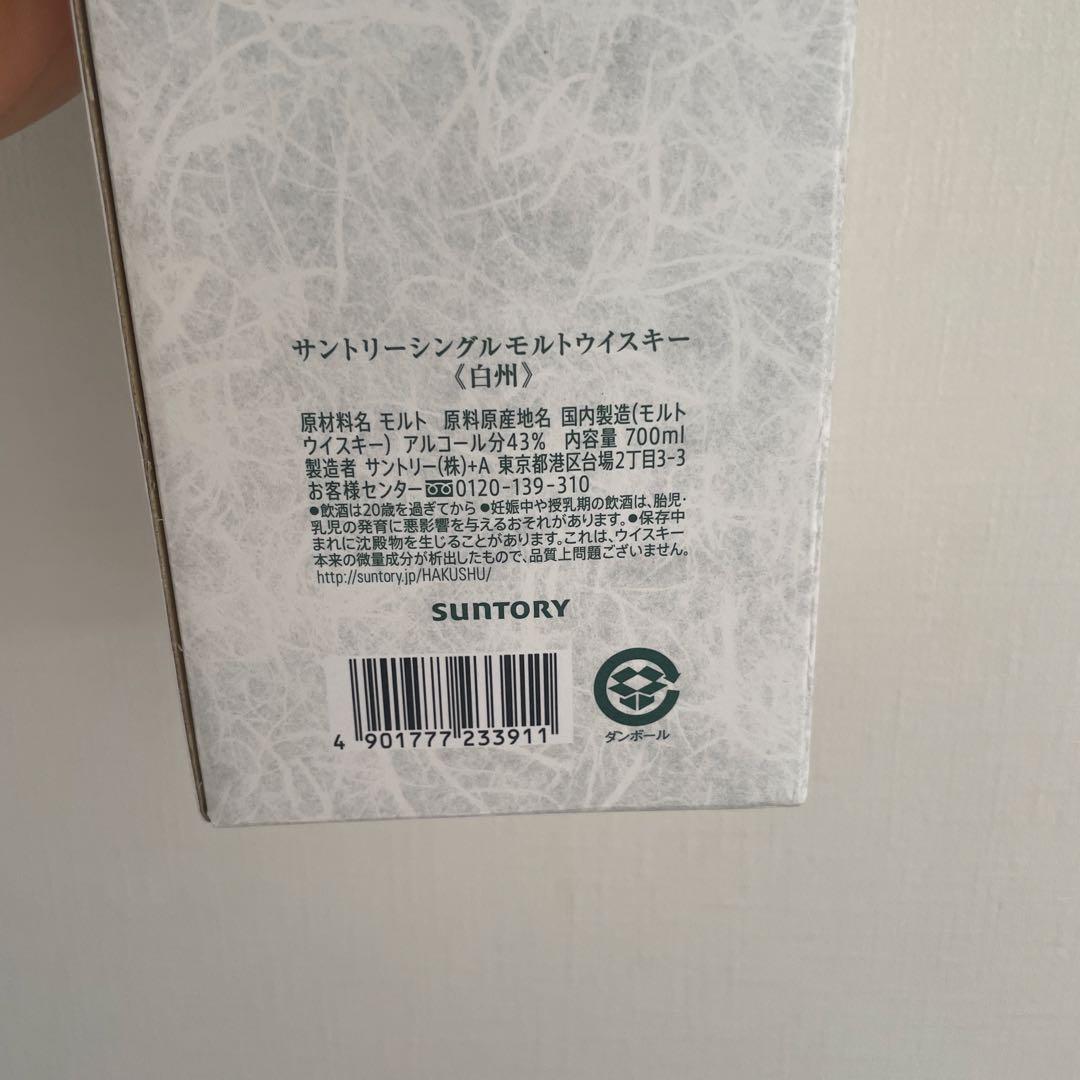 サントリーシングルモルトウイスキー
《白州》
原材料名 モルト 原料原産地名 国内製造(モルト
ウイスキー) アルコール分43% 内容量 700ml
製造者 サントリー(株)+A 東京都港区台場2丁目3-3
お客様センター 0120-139-310
●飲酒は20歳を過ぎてから ●妊娠中や授乳期の飲酒は、胎児・
乳児の発育に悪影響を与えるおそれがあります。●保存中
まれに沈殿物を生じることがあります。これは、ウイスキー
本来の微量成分が析出したもので、品質上問題ございません。
http://suntory.jp/HAKUSHU/
SUNTORY
4 901777 233911
ダンボール